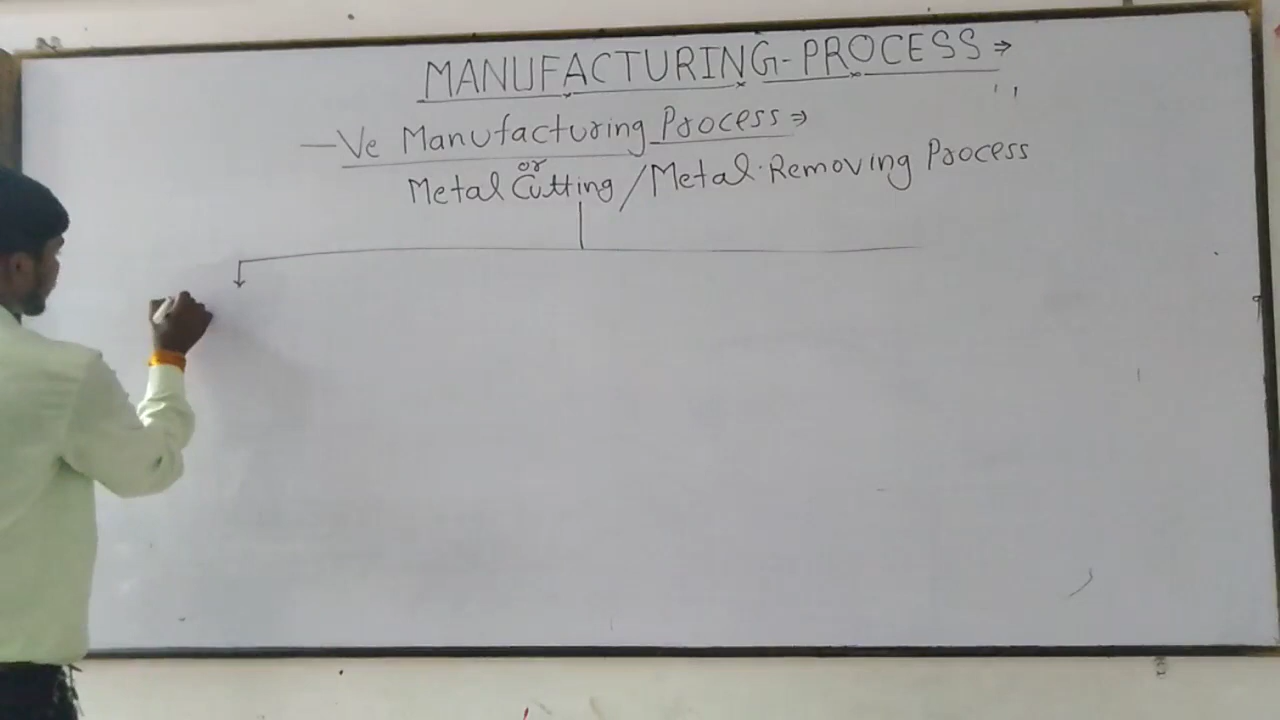 MANUFACTURING-PROCESS ⇒
-Ve Manufacturing Process ⇒
or
Metal Cutting / Metal Removing Process